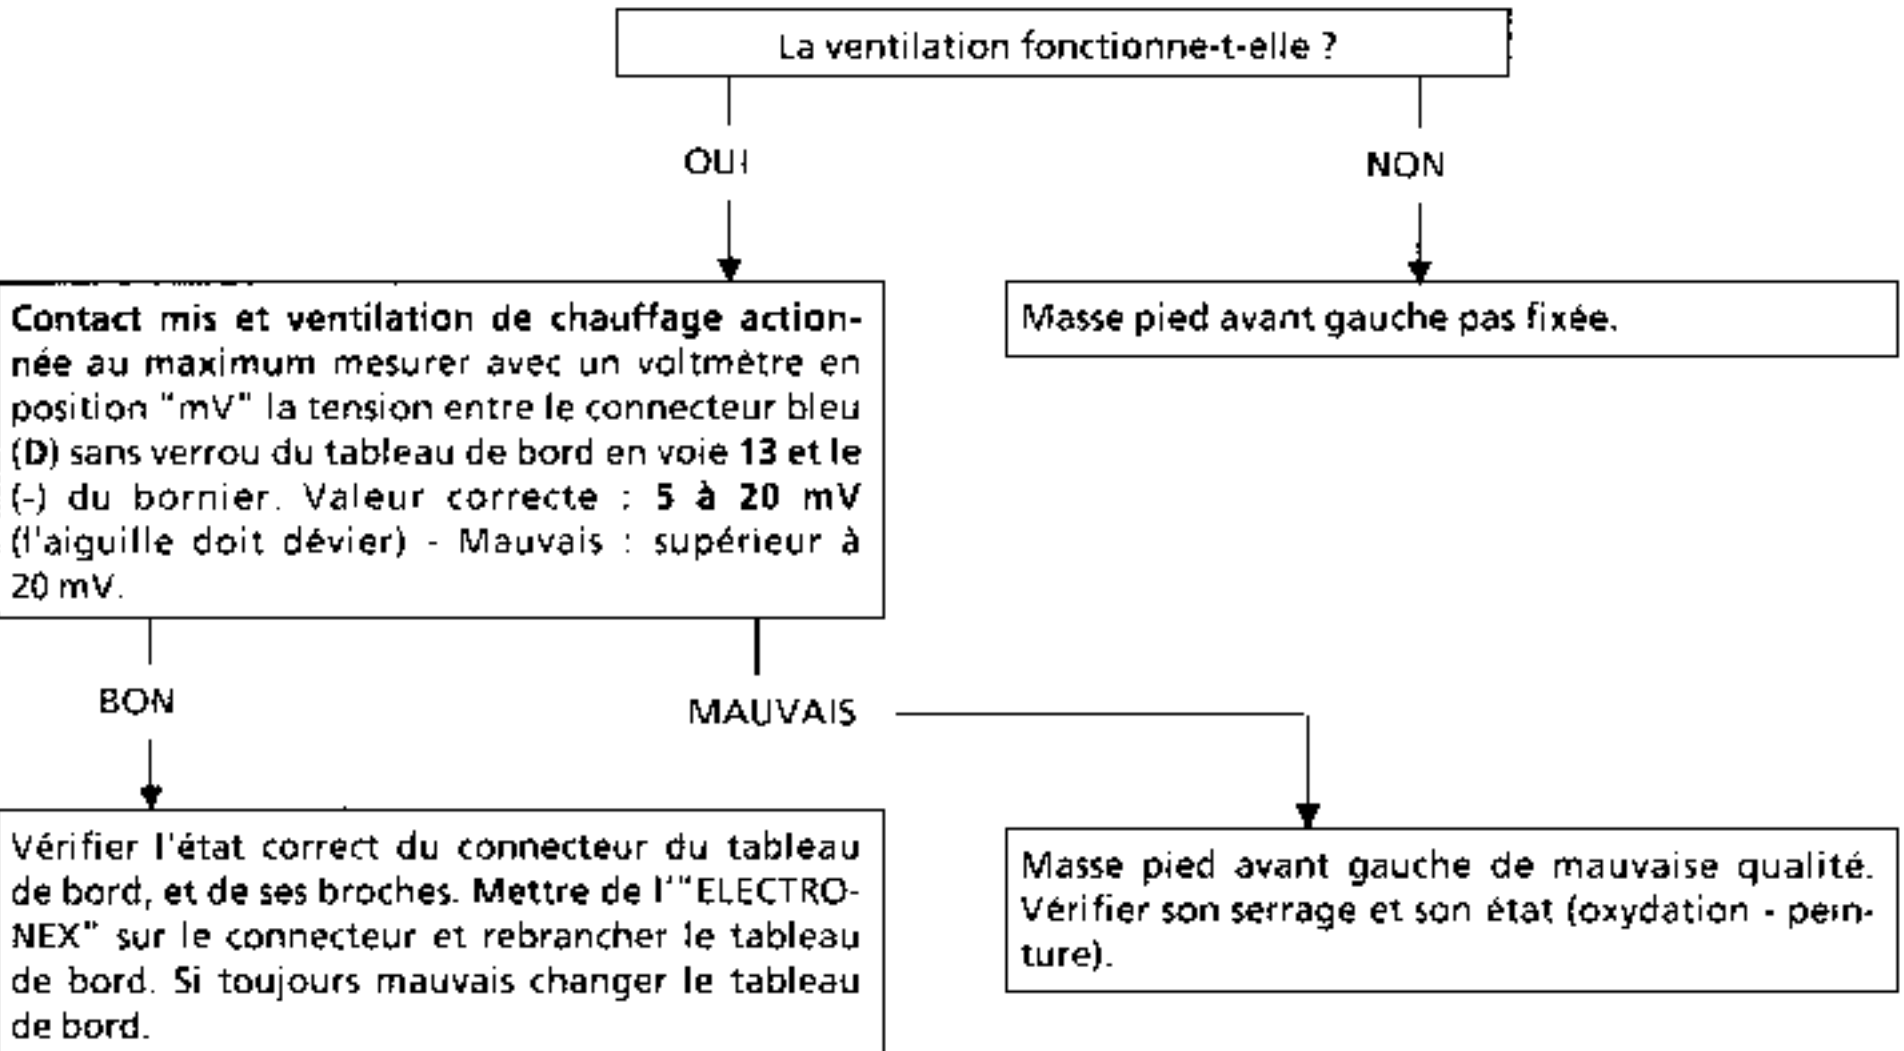 La ventilation fonctionne-t-elle ?
OUI
NON
Contact mis et ventilation de chauffage action-
née au maximum mesurer avec un voltmètre en
position "mV" la tension entre le connecteur bleu
(D) sans verrou du tableau de bord en voie 13 et le
(-) du bornier. Valeur correcte : 5 à 20 mV
(l'aiguille doit dévier) - Mauvais : supérieur à
20 mV.
Masse pied avant gauche pas fixée.
BON
MAUVAIS
Vérifier l'état correct du connecteur du tableau
de bord, et de ses broches. Mettre de l'"ELECTRO-
NEX" sur le connecteur et rebrancher le tableau
de bord. Si toujours mauvais changer le tableau
de bord.
Masse pied avant gauche de mauvaise qualité.
Vérifier son serrage et son état (oxydation - pein-
ture).